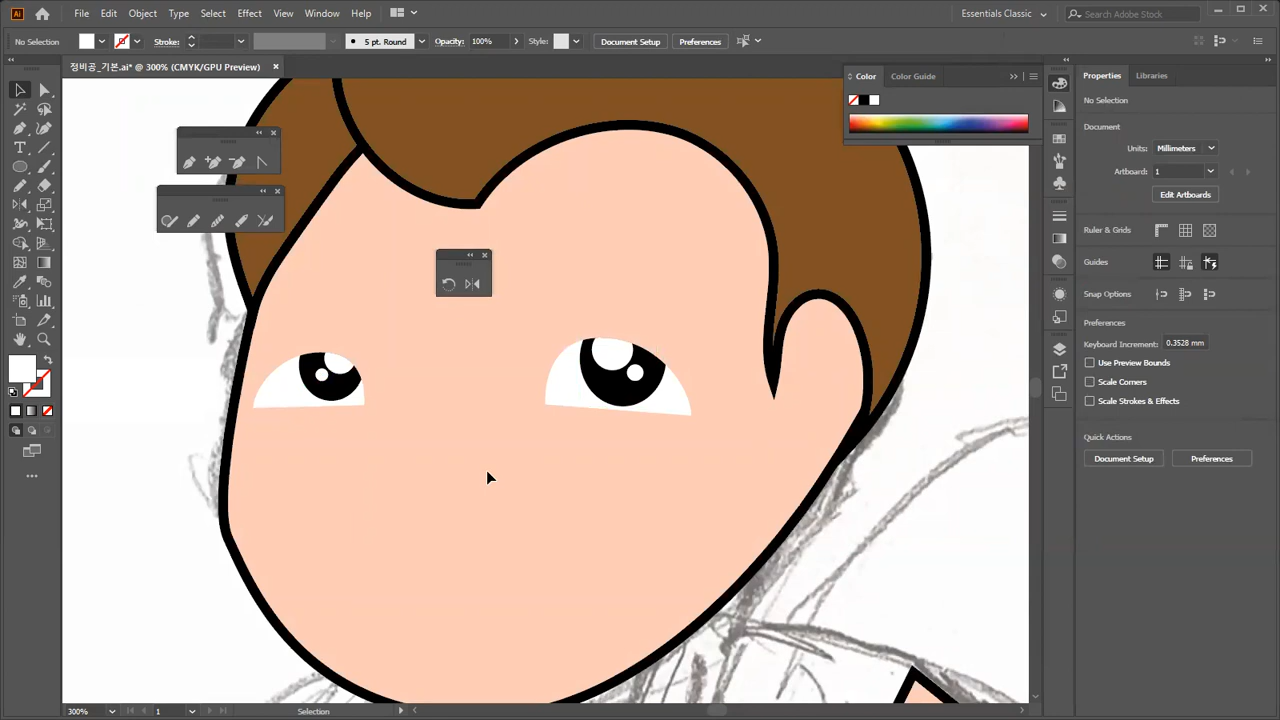 Ai File Edit Object Type Select Effect View Window Help Essentials Classic Search Adobe Stock
No Selection Stroke: 5 pt. Round Opacity: 100% Style: Document Setup Preferences
정비공_기본.ai* @ 300% (CMYK/GPU Preview)
Color Color Guide
Properties Libraries
No Selection
Document
Units: Millimeters
Artboard: 1
Edit Artboards
Ruler & Grids
Guides
Snap Options
Preferences
Keyboard Increment: 0.3528 mm
Use Preview Bounds
Scale Corners
Scale Strokes & Effects
Quick Actions
Document Setup Preferences
300% 1 Selection